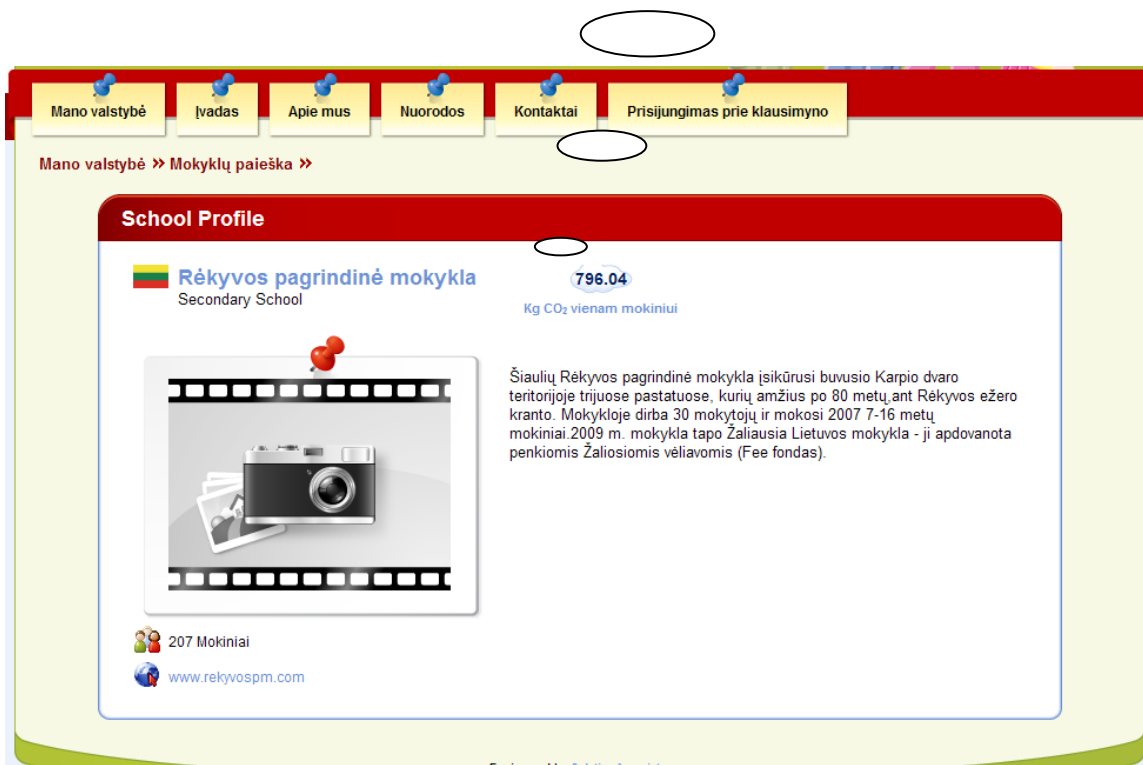 Mano valstybė Įvadas Apie mus Nuorodos Kontaktai Prisijungimas prie klausimyno
Mano valstybė » Mokyklų paieška »
School Profile
Rėkyvos pagrindinė mokykla
Secondary School
796.04
Kg CO₂ vienam mokiniui
Šiaulių Rėkyvos pagrindinė mokykla įsikūrusi buvusio Karpio dvaro
teritorijoje trijuose pastatuose, kurių amžius po 80 metų,ant Rėkyvos ežero
kranto. Mokykloje dirba 30 mokytojų ir mokosi 2007 7-16 metų
mokiniai.2009 m. mokykla tapo Žaliausia Lietuvos mokykla - ji apdovanota
penkiomis Žaliosiomis vėliavomis (Fee fondas).
207 Mokiniai
www.rekyvospm.com